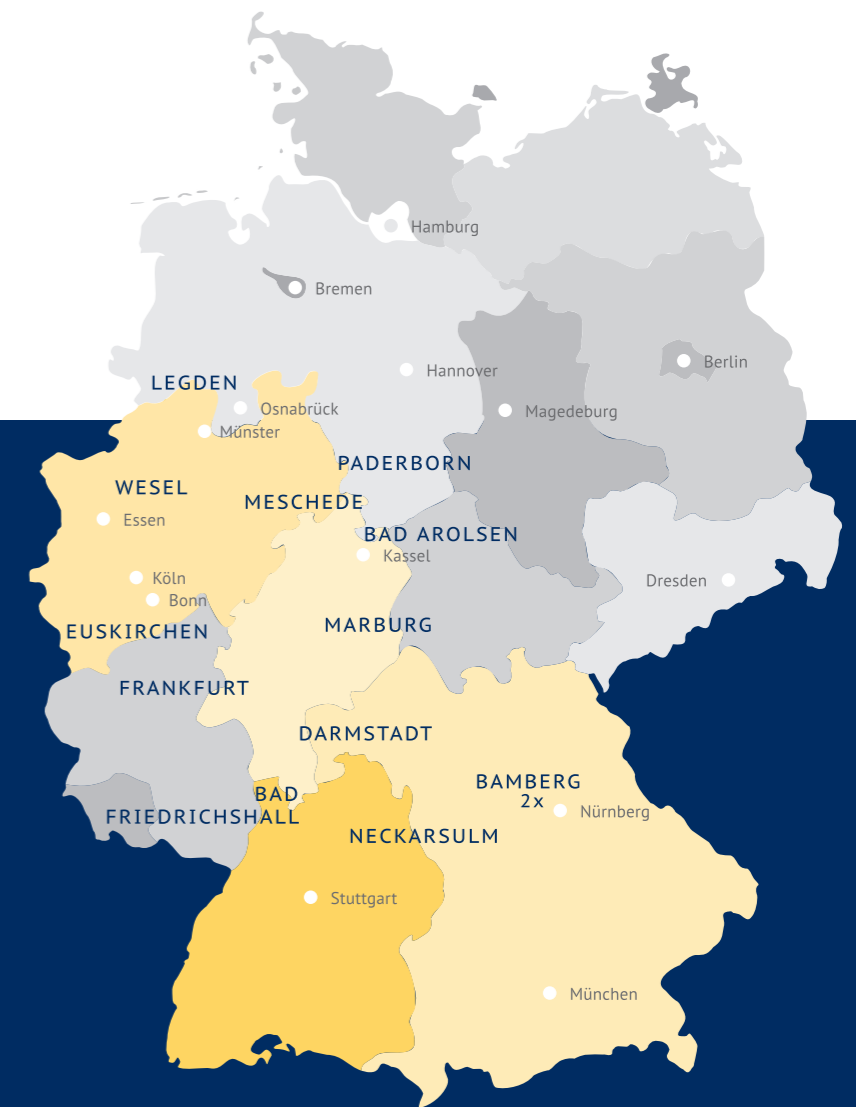 Hamburg
Bremen
Berlin
Hannover
LEGDEN
Osnabrück
Magedeburg
Münster
PADERBORN
WESEL
MESCHEDE
Essen
BAD AROLSEN
Kassel
Köln
Dresden
Bonn
MARBURG
EUSKIRCHEN
FRANKFURT
DARMSTADT
BAMBERG
2x
BAD
FRIEDRICHSHALL
Nürnberg
NECKARSULM
Stuttgart
München